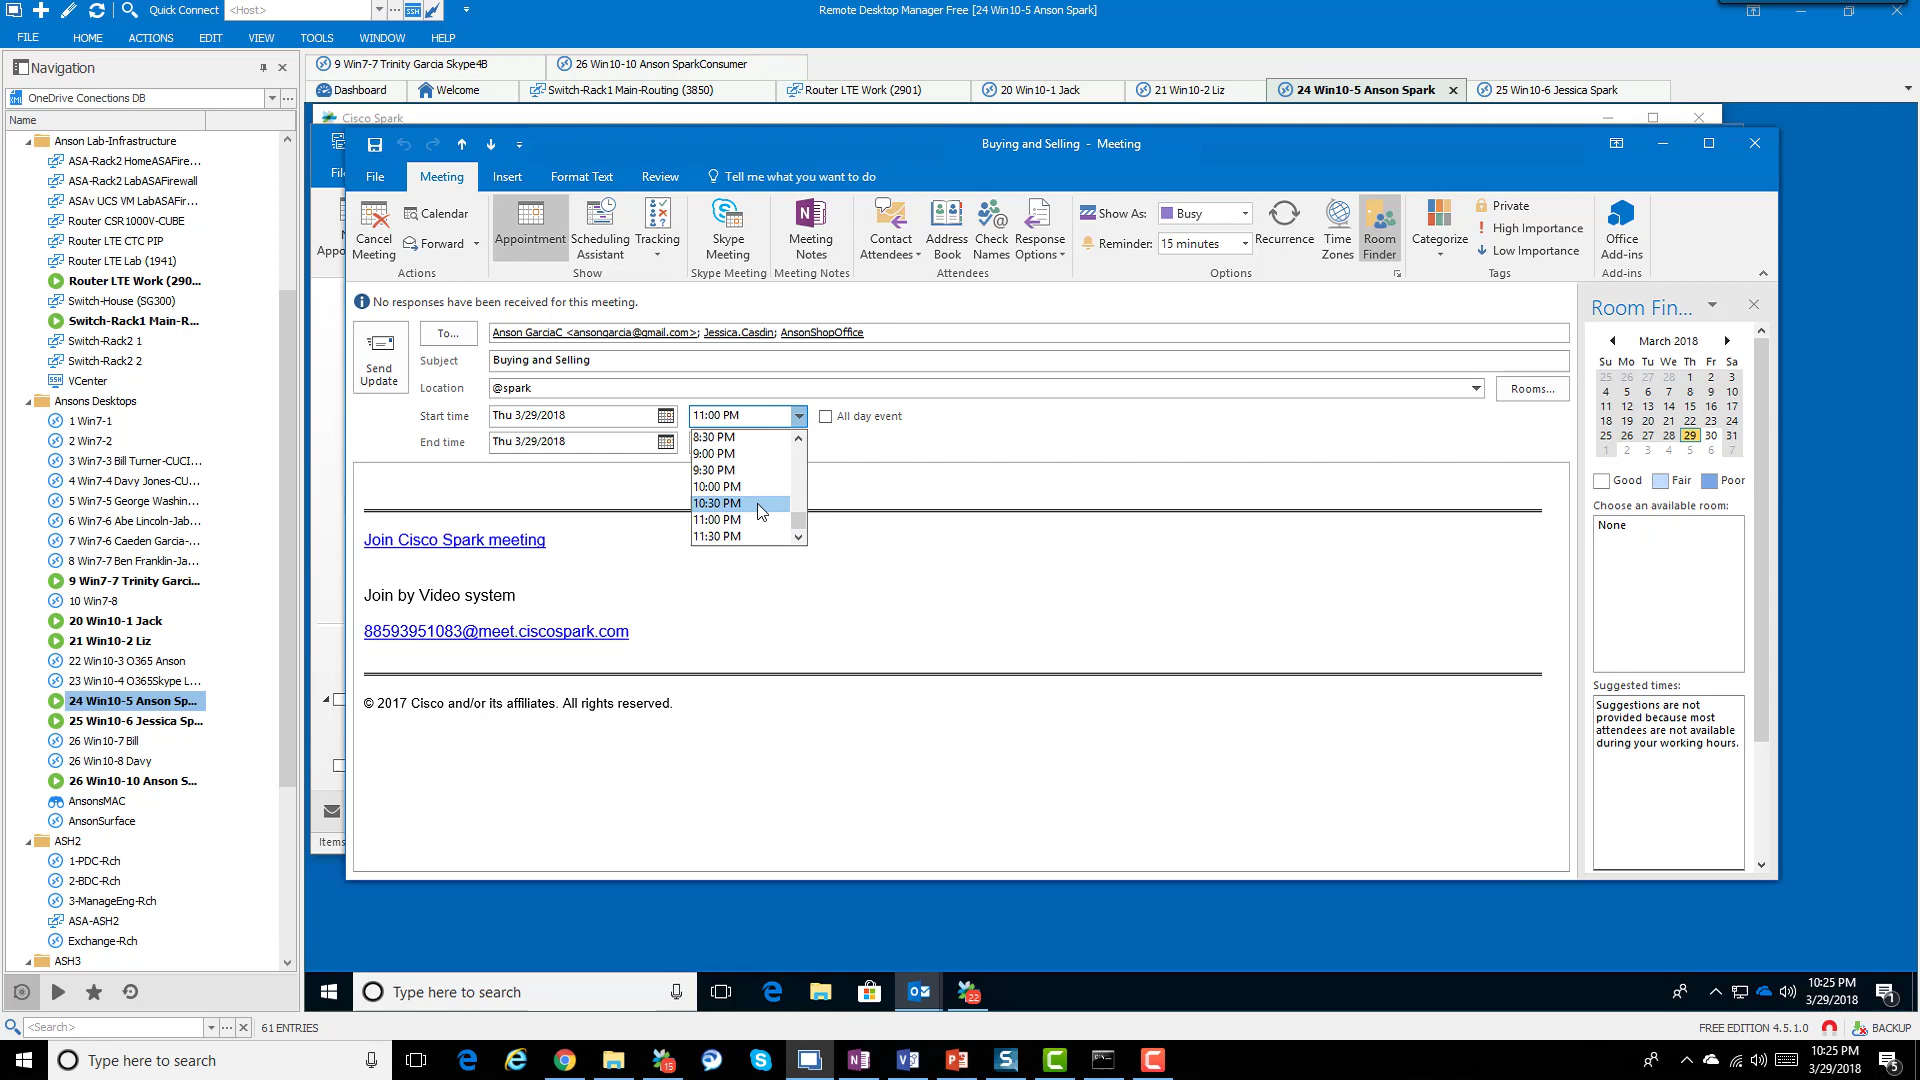 Quick Connect
<Host>
Remote Desktop Manager Free [24 Win10-5 Anson Spark]
FILE HOME ACTIONS EDIT VIEW TOOLS WINDOW HELP
Navigation
OneDrive Conections DB
Name
Anson Lab-Infrastructure
ASA-Rack2 HomeASAFire...
ASA-Rack2 LabASAFirewall
ASAv UCS VM LabASAFir...
Router CSR1000V-CUBE
Router LTE CTC PIP
Router LTE Lab (1941)
Router LTE Work (290...
Switch-House (SG300)
Switch-Rack1 Main-R...
Switch-Rack2 1
Switch-Rack2 2
VCenter
Ansons Desktops
1 Win7-1
2 Win7-2
3 Win7-3 Bill Turner-CUCI...
4 Win7-4 Davy Jones-CU...
5 Win7-5 George Washin...
6 Win7-6 Abe Lincoln-Jab...
7 Win7-6 Caeden Garcia-...
8 Win7-7 Ben Franklin-Ja...
9 Win7-7 Trinity Garci...
10 Win7-8
20 Win10-1 Jack
21 Win10-2 Liz
22 Win10-3 O365 Anson
23 Win10-4 O365Skype L...
24 Win10-5 Anson Sp...
25 Win10-6 Jessica Sp...
26 Win10-7 Bill
26 Win10-8 Davy
26 Win10-10 Anson S...
AnsonsMAC
AnsonSurface
ASH2
1-PDC-Rch
2-BDC-Rch
3-ManageEng-Rch
ASA-ASH2
Exchange-Rch
ASH3
<Search>
61 ENTRIES
9 Win7-7 Trinity Garcia Skype4B
26 Win10-10 Anson SparkConsumer
Dashboard
Welcome
Switch-Rack1 Main-Routing (3850)
Router LTE Work (2901)
20 Win10-1 Jack
21 Win10-2 Liz
24 Win10-5 Anson Spark
25 Win10-6 Jessica Spark
Cisco Spark
Buying and Selling - Meeting
File Meeting Insert Format Text Review Tell me what you want to do
Cancel Meeting
Calendar
Forward
Actions
Appointment
Scheduling Assistant
Tracking
Show
Skype Meeting
Skype Meeting
Meeting Notes
Meeting Notes
Contact Attendees
Address Book
Check Names
Response Options
Attendees
Show As: Busy
Reminder: 15 minutes
Recurrence
Time Zones
Room Finder
Options
Categorize
Private
High Importance
Low Importance
Tags
Office Add-ins
Add-ins
No responses have been received for this meeting.
Send Update
To... Anson GarciaC <ansongarcia@gmail.com>; Jessica.Casdin; AnsonShopOffice
Subject Buying and Selling
Location @spark Rooms...
Start time Thu 3/29/2018 11:00 PM All day event
End time Thu 3/29/2018
8:30 PM
9:00 PM
9:30 PM
10:00 PM
10:30 PM
11:00 PM
11:30 PM
Join Cisco Spark meeting
Join by Video system
88593951083@meet.ciscospark.com
© 2017 Cisco and/or its affiliates. All rights reserved.
Items
Room Fin...
March 2018
Su Mo Tu We Th Fr Sa
25 26 27 28 1 2 3
4 5 6 7 8 9 10
11 12 13 14 15 16 17
18 19 20 21 22 23 24
25 26 27 28 29 30 31
1 2 3 4 5 6 7
Good Fair Poor
Choose an available room:
None
Suggested times:
Suggestions are not
provided because most
attendees are not available
during your working hours.
Type here to search
22
10:25 PM
3/29/2018
1
FREE EDITION 4.5.1.0 BACKUP
Type here to search
15
10:25 PM
3/29/2018
5